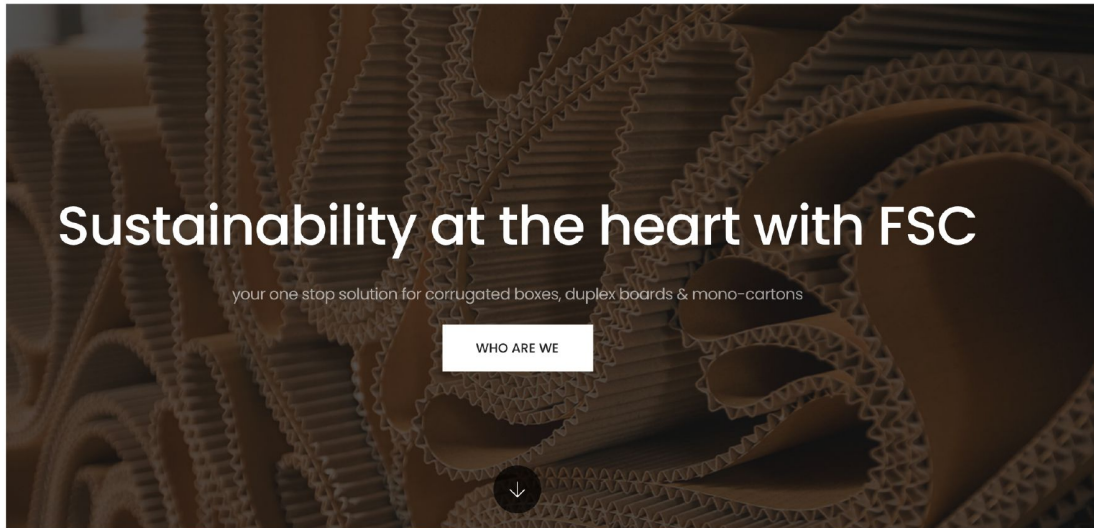 Sustainability at the heart with FSC
your one stop solution for corrugated boxes, duplex boards & mono-cartons
WHO ARE WE